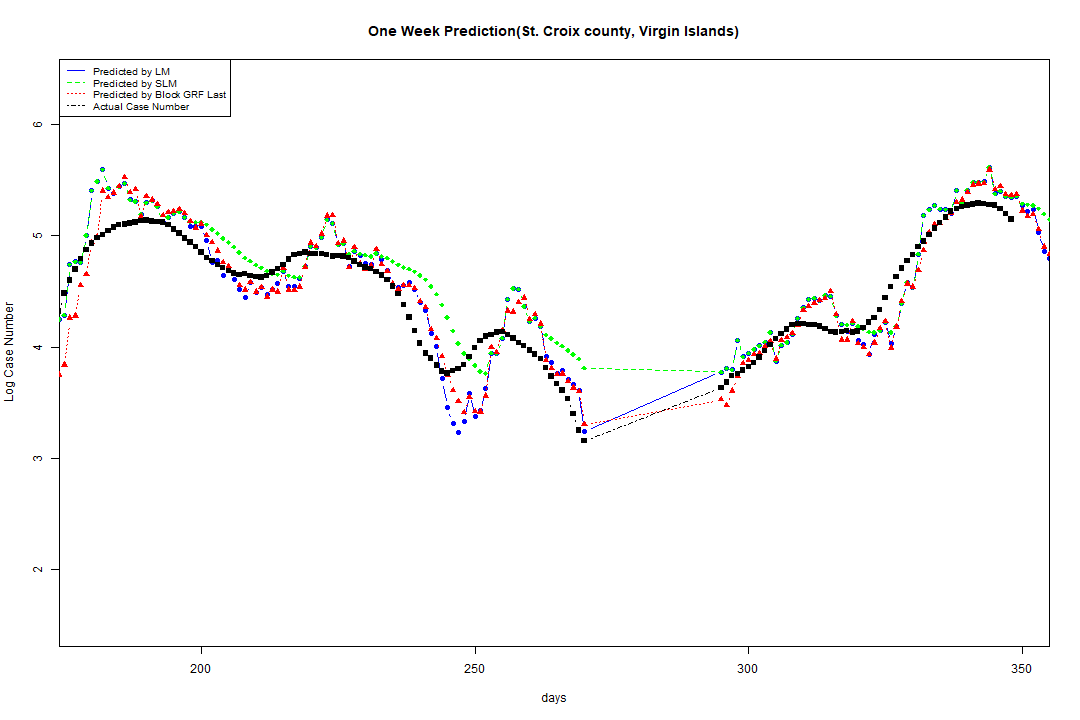 One Week Prediction(St. Croix county, Virgin Islands)
Predicted by LM
Predicted by SLM
Predicted by Block GRF Last
Actual Case Number
Log Case Number
6
5
4
3
2
200 250 300 350
days